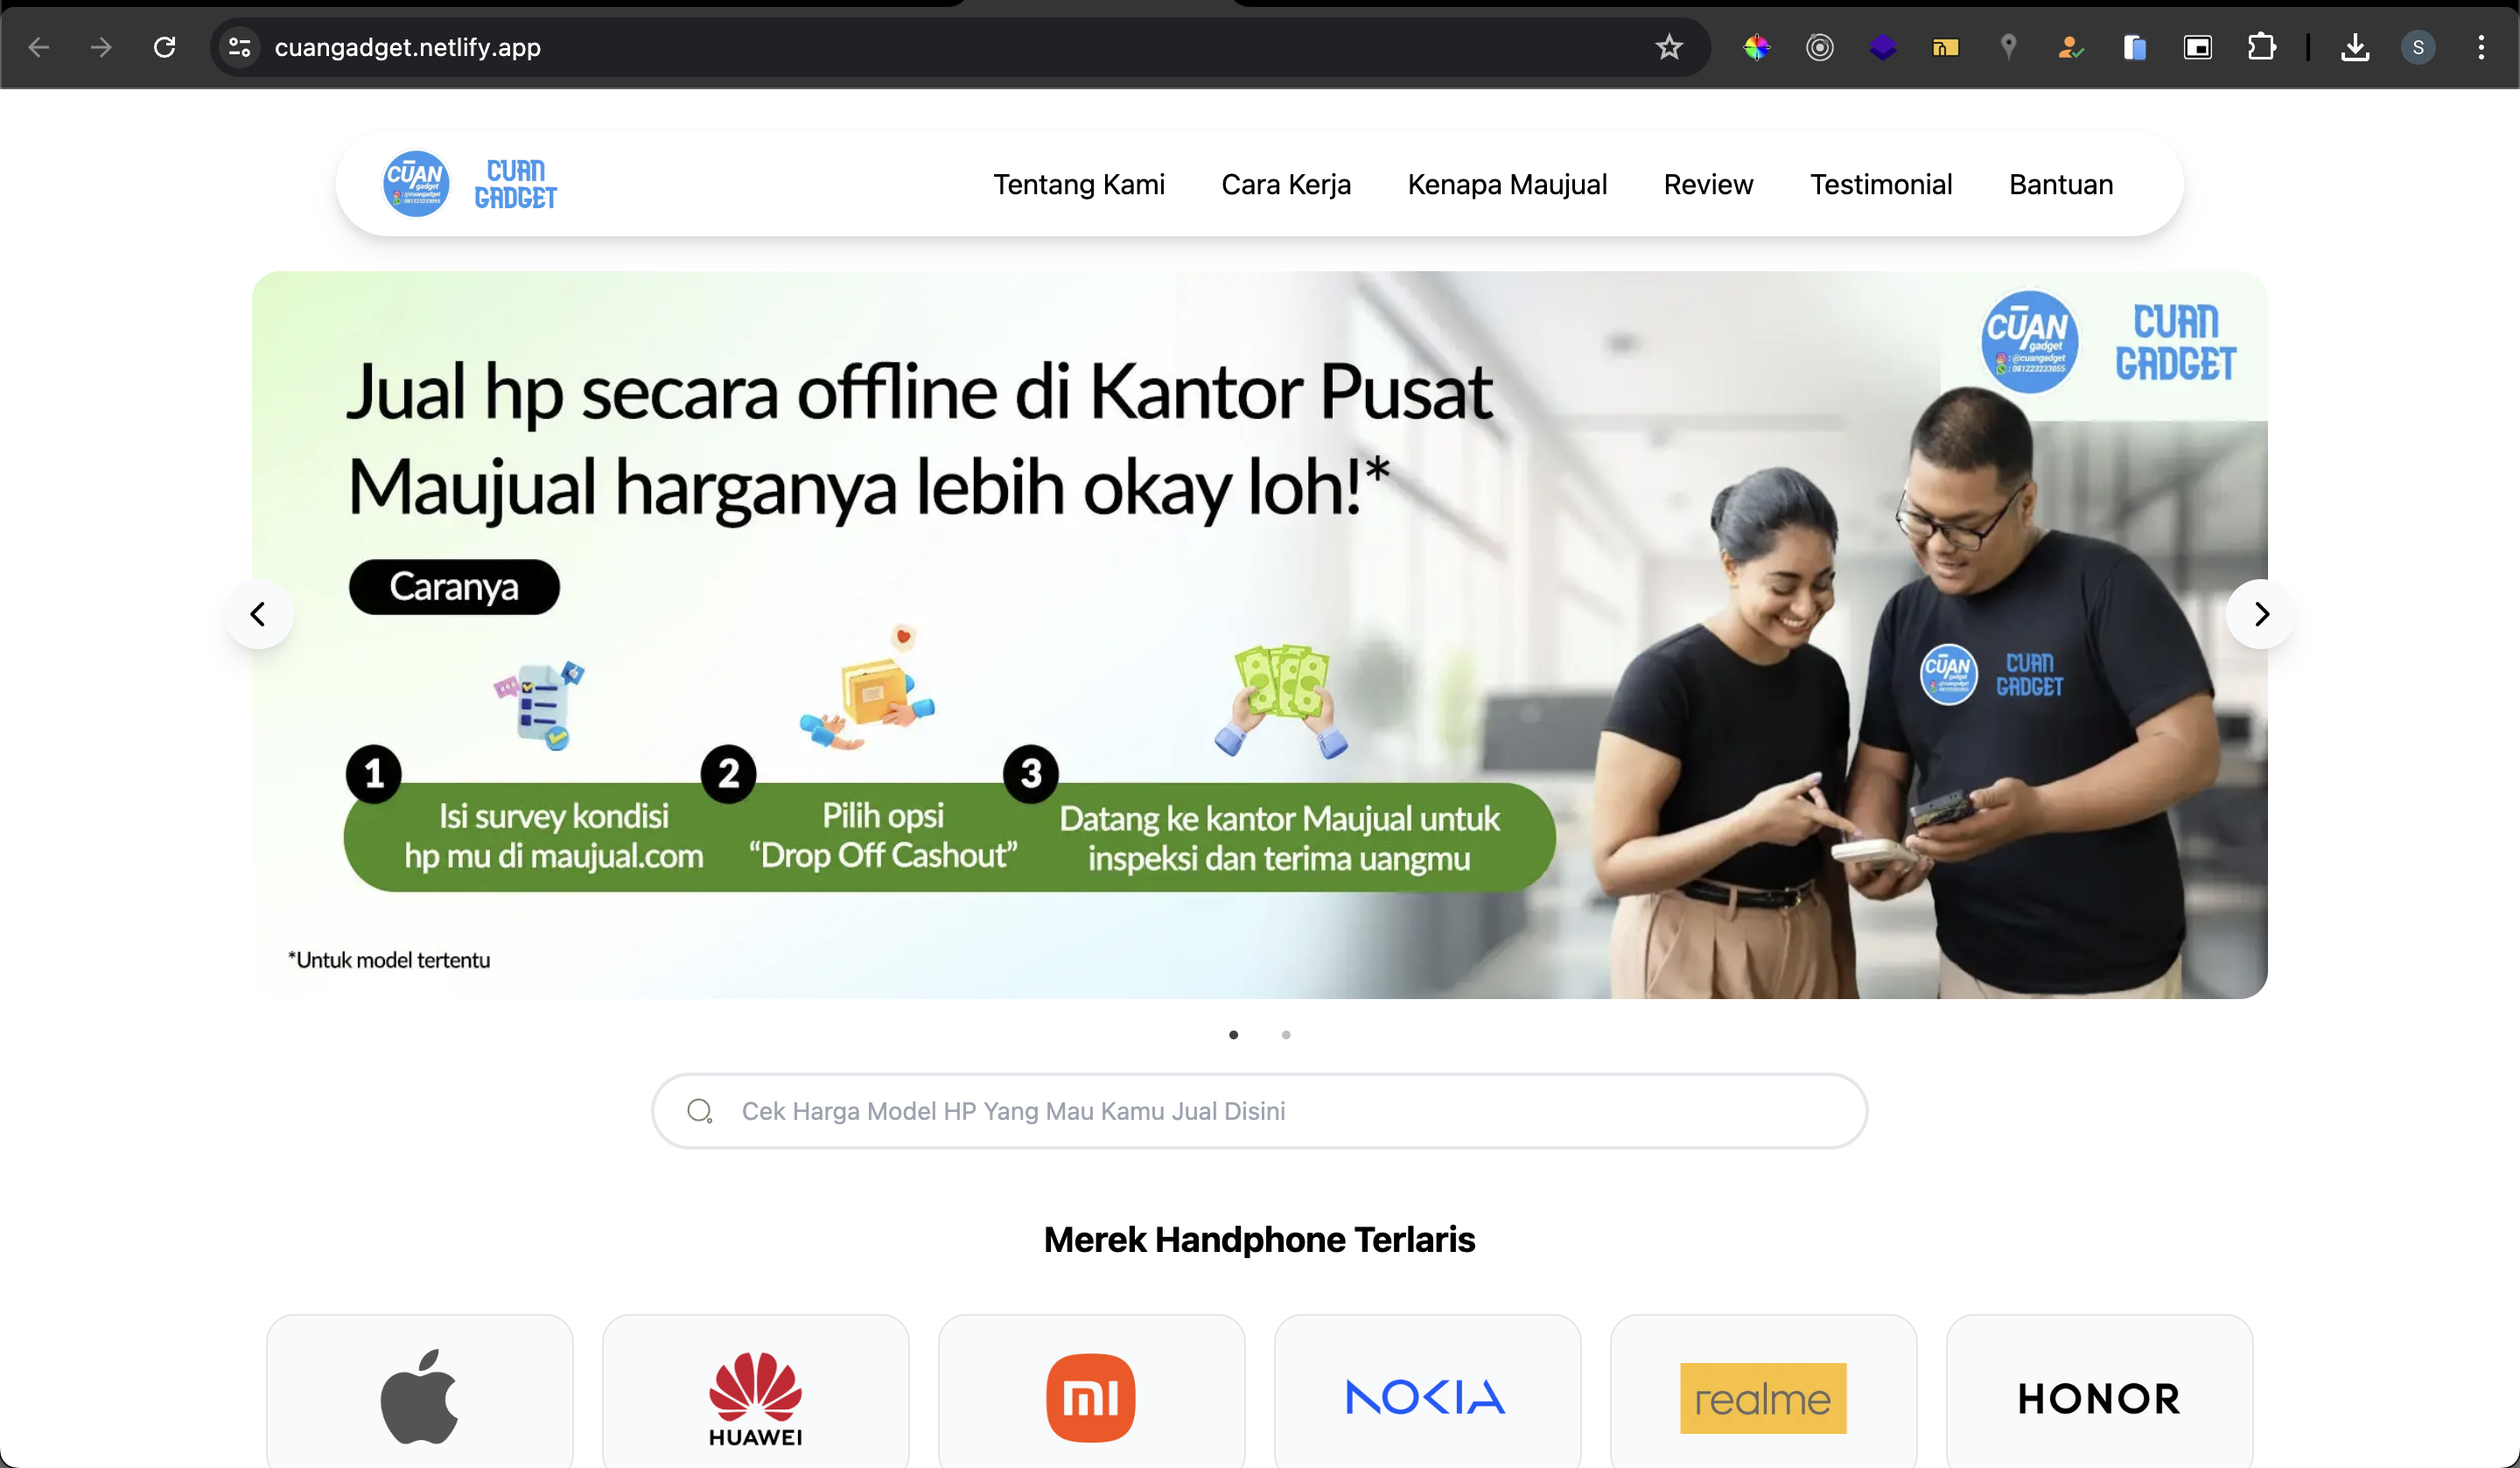 cuangadget.netlify.app
S
CUAN
gadget
CUAN
GADGET
Tentang Kami
Cara Kerja
Kenapa Maujual
Review
Testimonial
Bantuan
CUAN
gadget
: @cuangadget
: 081223233055
CUAN
GADGET
Jual hp secara offline di Kantor Pusat
Maujual harganya lebih okay loh!*
Caranya
1
Isi survey kondisi
hp mu di maujual.com
2
Pilih opsi
“Drop Off Cashout”
3
Datang ke kantor Maujual untuk
inspeksi dan terima uangmu
CUAN
gadget
CUAN
GADGET
*Untuk model tertentu
Cek Harga Model HP Yang Mau Kamu Jual Disini
Merek Handphone Terlaris
HUAWEI
mi
NOKIA
realme
HONOR